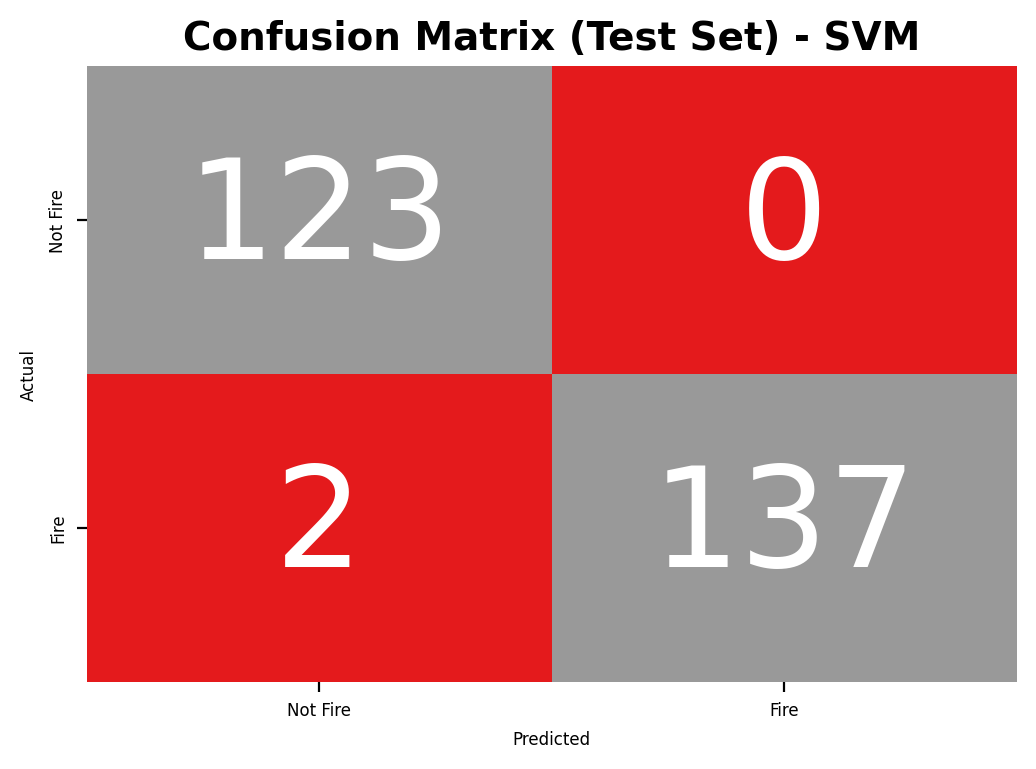 Confusion Matrix (Test Set) - SVM
Actual
Not Fire
123
0
Fire
2
137
Not Fire
Fire
Predicted